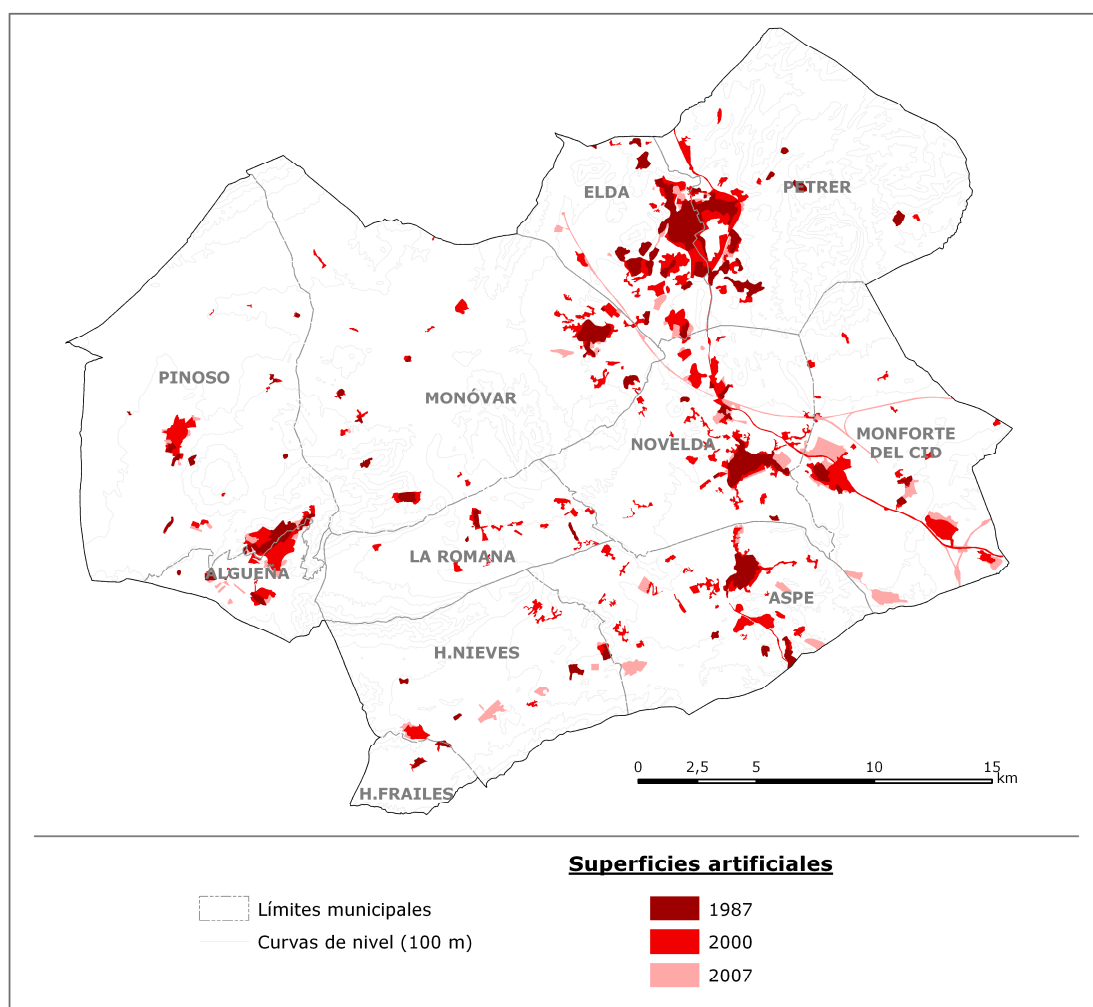 ELDA
PETRER
PINOSO
MONÓVAR
NOVELDA
MONFORTE
DEL CID
LA ROMANA
ALGUEÑA
ASPE
H.NIEVES
H.FRAILES
0 2,5 5 10 15
km
Superficies artificiales
Límites municipales
Curvas de nivel (100 m)
1987
2000
2007